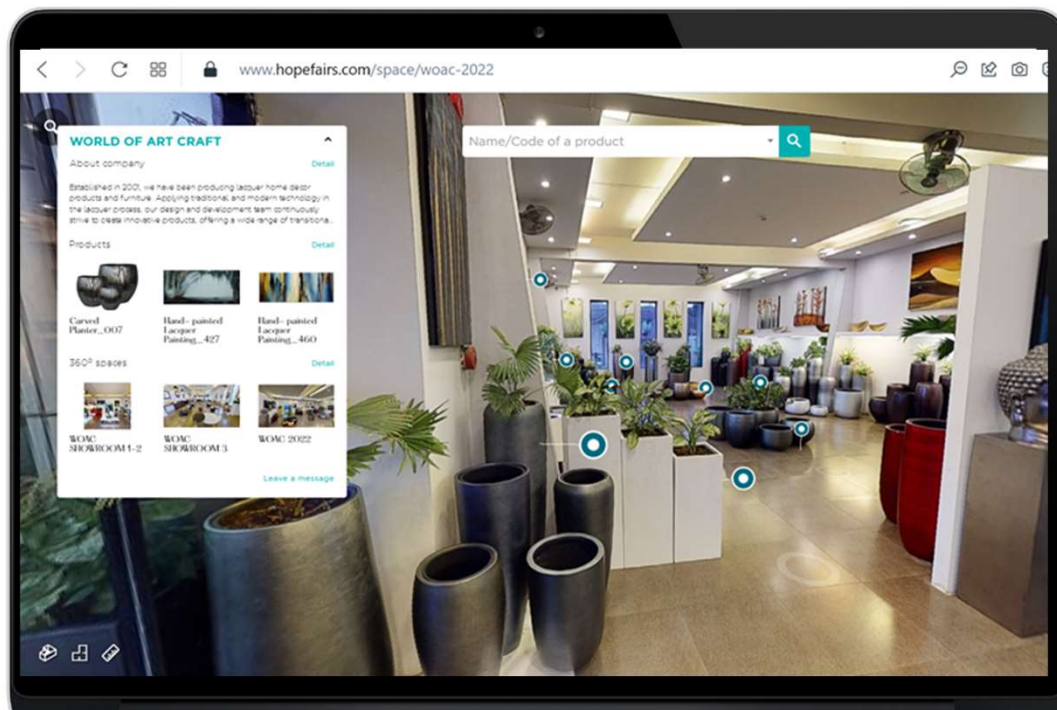 www.hopefairs.com/space/woac-2022
Name/Code of a product
WORLD OF ART CRAFT
About company
Detail
Established in 2001, we have been producing lacquer home decor
products and furniture. Applying traditional and modern technology in
the lacquer process, our design and development team continuously
strive to create innovative products, offering a wide range of transitiona...
Products
Detail
Carved
Planter_007
Hand- painted
Lacquer
Painting_427
Hand- painted
Lacquer
Painting_460
360° spaces
Detail
WOAC
SHOWROOM 1-2
WOAC
SHOWROOM 3
WOAC 2022
Leave a message